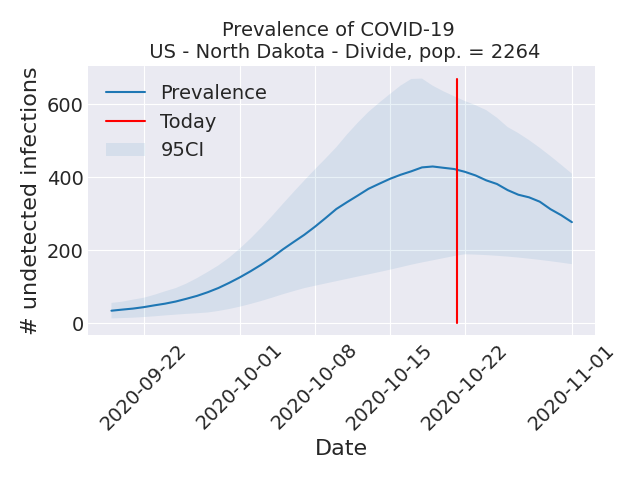 Prevalence of COVID-19
US - North Dakota - Divide, pop. = 2264
# undetected infections
600
400
200
0
Prevalence
Today
95CI
2020-09-22
2020-10-01
2020-10-08
2020-10-15
2020-10-22
2020-11-01
Date